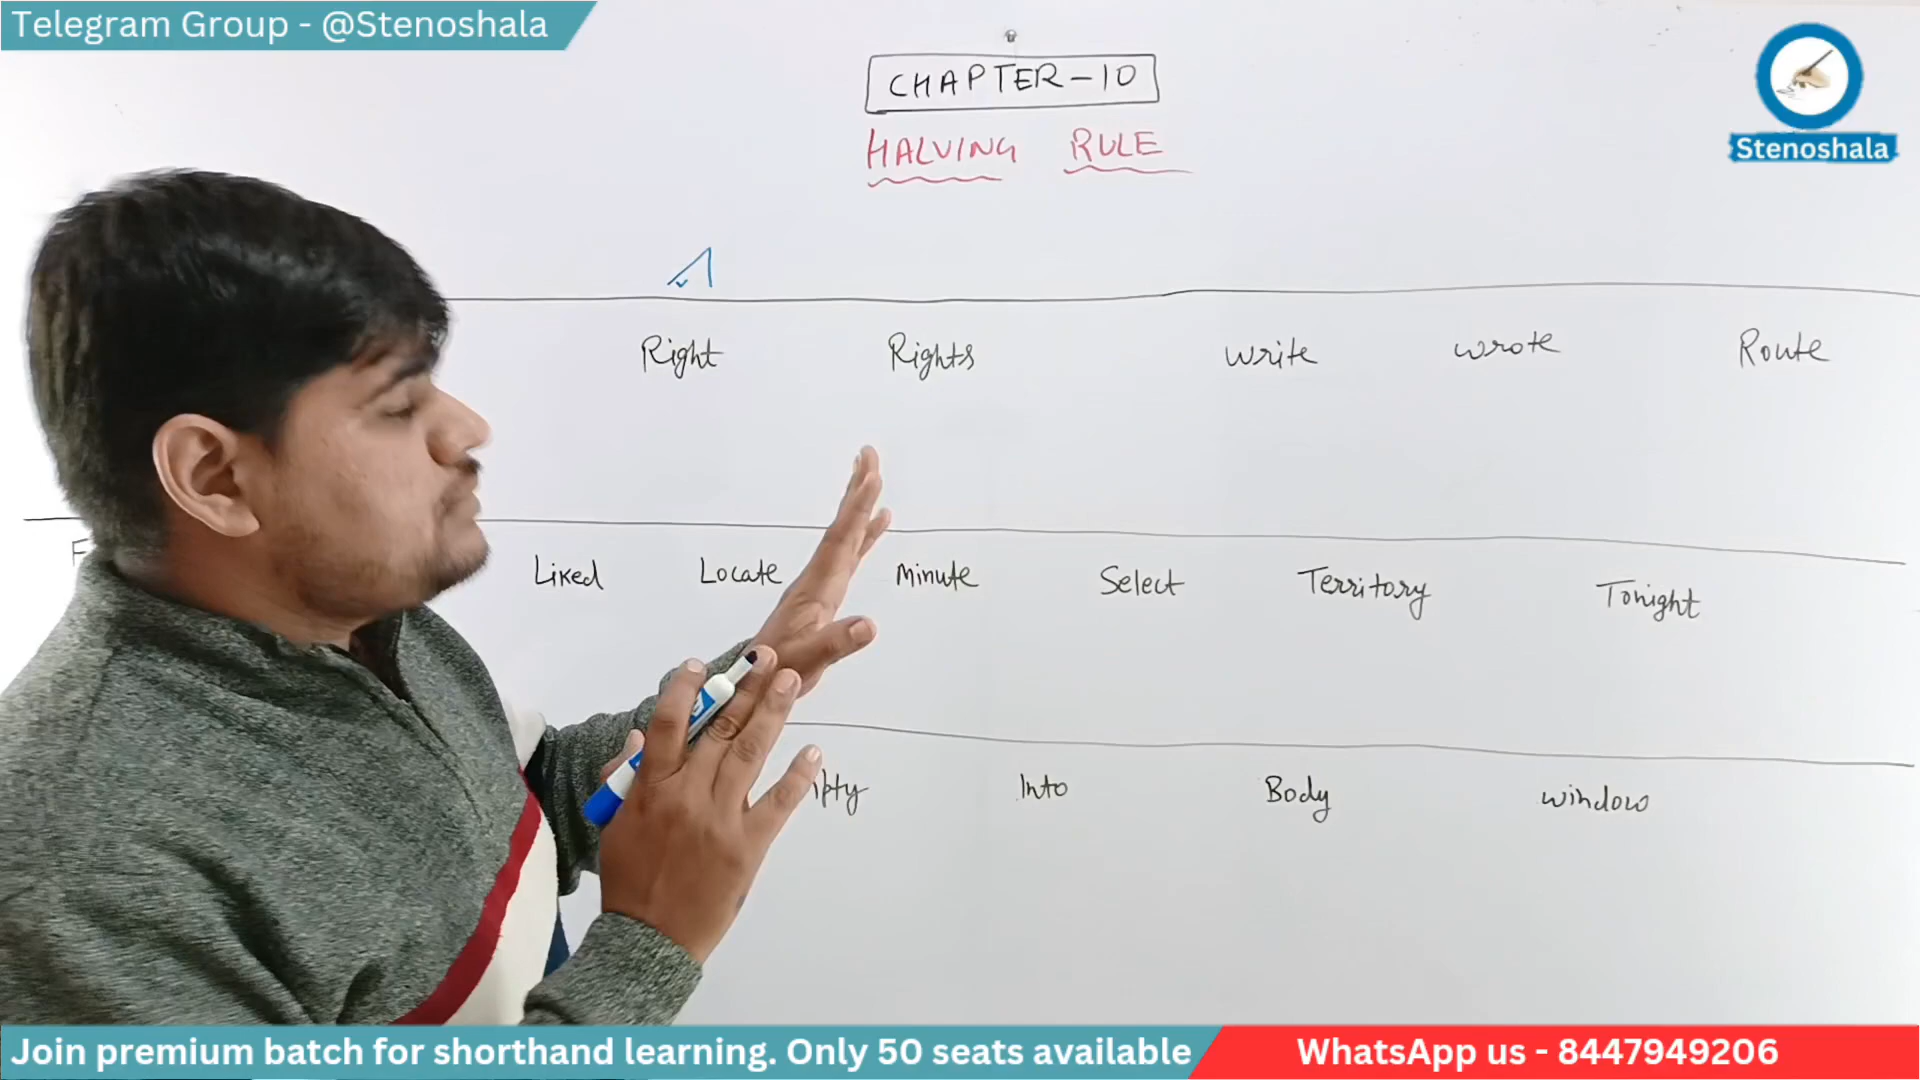 Telegram Group - @Stenoshala
CHAPTER-10
HALVING RULE
Stenoshala
Right Rights Write Wrote Route
Liked Locate Minute Select Territory Tonight
Into Body Window
Join premium batch for shorthand learning. Only 50 seats available
WhatsApp us - 8447949206